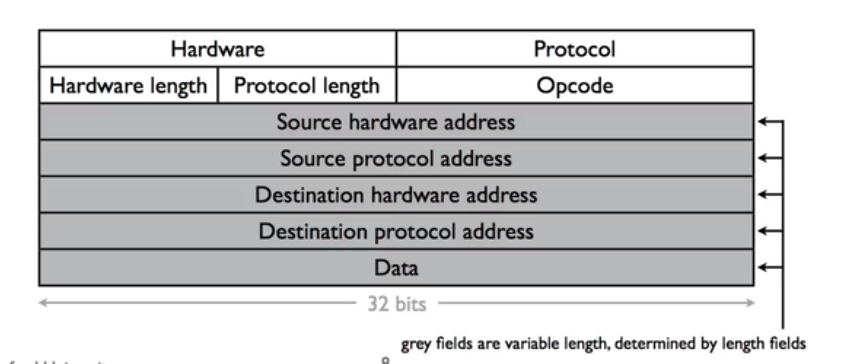 Hardware Protocol
Hardware length Protocol length Opcode
Source hardware address
Source protocol address
Destination hardware address
Destination protocol address
Data
32 bits
grey fields are variable length, determined by length fields
8